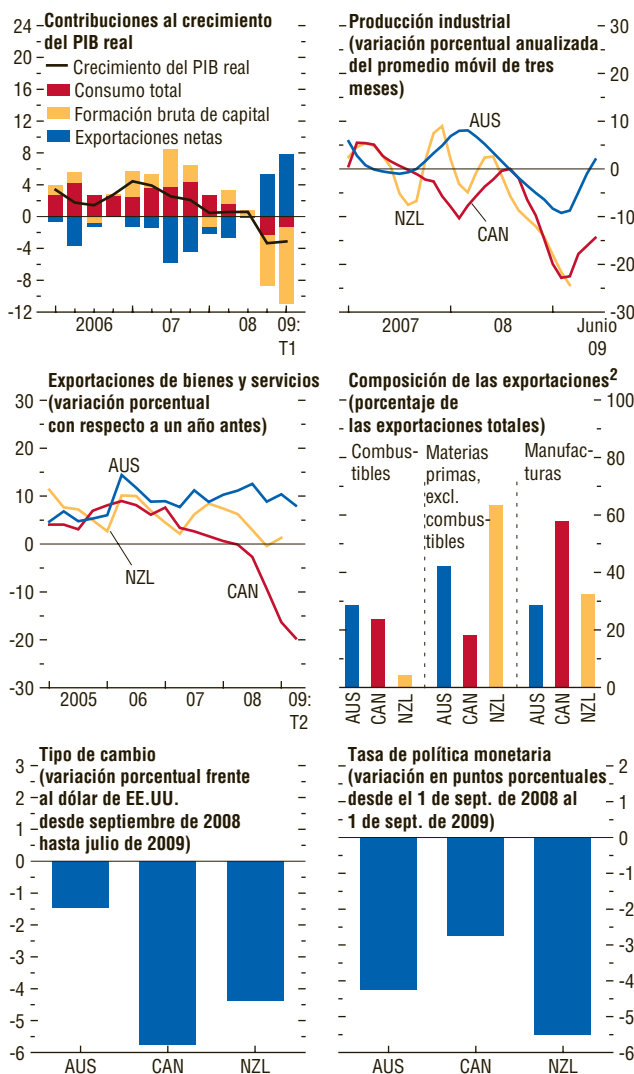 Contribuciones al crecimiento
del PIB real
Crecimiento del PIB real
Consumo total
Formación bruta de capital
Exportaciones netas
24
20
16
12
8
4
0
-4
-8
-12
2006
07
08
09:
T1
Producción industrial
(variación porcentual anualizada
del promedio móvil de tres
meses)
AUS
NZL
CAN
30
20
10
0
-10
-20
-30
2007
08
Junio
09
Exportaciones de bienes y servicios
(variación porcentual
con respecto a un año antes)
AUS
NZL
CAN
30
20
10
0
-10
-20
-30
2005
06
07
08
09:
T2
Composición de las exportaciones2
(porcentaje de
las exportaciones totales)
Combus-
tibles
Materias
primas,
excl.
combus-
tibles
Manufac-
turas
100
80
60
40
20
0
AUS
CAN
NZL
AUS
CAN
NZL
AUS
CAN
NZL
Tipo de cambio
(variación porcentual frente
al dólar de EE.UU.
desde septiembre de 2008
hasta julio de 2009)
3
2
1
0
-1
-2
-3
-4
-5
-6
AUS
CAN
NZL
Tasa de política monetaria
(variación en puntos porcentuales
desde el 1 de sept. de 2008 al
1 de sept. de 2009)
2
1
0
-1
-2
-3
-4
-5
-6
AUS
CAN
NZL